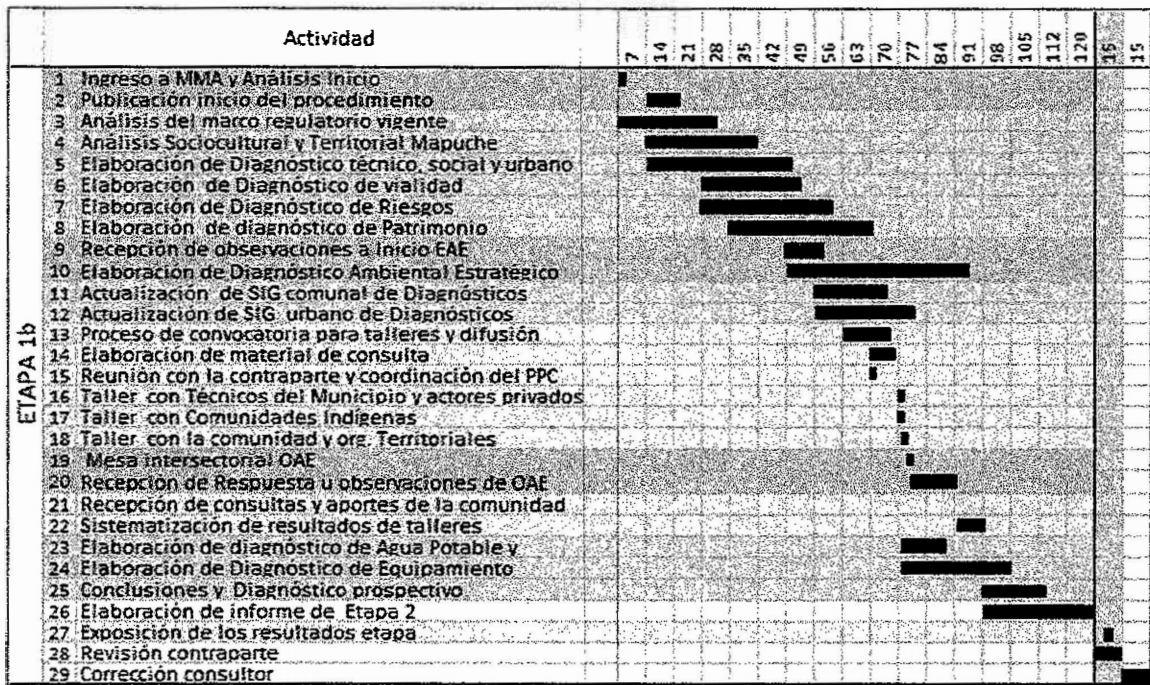 Actividad 7 14 21 28 35 42 49 56 63 70 77 84 91 98 105 112 120 15 15
ETAPA 1b
1 Ingreso a MMA y Análisis Inicio
2 Publicación inicio del procedimiento
3 Análisis del marco regulatorio vigente
4 Análisis Sociocultural y Territorial Mapuche
5 Elaboración de Diagnóstico técnico, social y urbano
6 Elaboración de Diagnóstico de vialidad
7 Elaboración de Diagnóstico de Riesgos
8 Elaboración de diagnóstico de Patrimonio
9 Recepción de observaciones a Inicio EAE
10 Elaboración de Diagnóstico Ambiental Estratégico
11 Actualización de SIG comunal de Diagnósticos
12 Actualización de SIG urbano de Diagnósticos
13 Proceso de convocatoria para talleres y difusión
14 Elaboración de material de consulta
15 Reunión con la contraparte y coordinación del PPC
16 Taller con Técnicos del Municipio y actores privados
17 Taller con Comunidades Indígenas
18 Taller con la comunidad y org. Territoriales
19 Mesa intersectorial OAE
20 Recepción de Respuesta u observaciones de OAE
21 Recepción de consultas y aportes de la comunidad
22 Sistematización de resultados de talleres
23 Elaboración de diagnóstico de Agua Potable y
24 Elaboración de Diagnóstico de Equipamiento
25 Conclusiones y Diagnóstico prospectivo
26 Elaboración de informe de Etapa 2
27 Exposición de los resultados etapa
28 Revisión contraparte
29 Corrección consultor